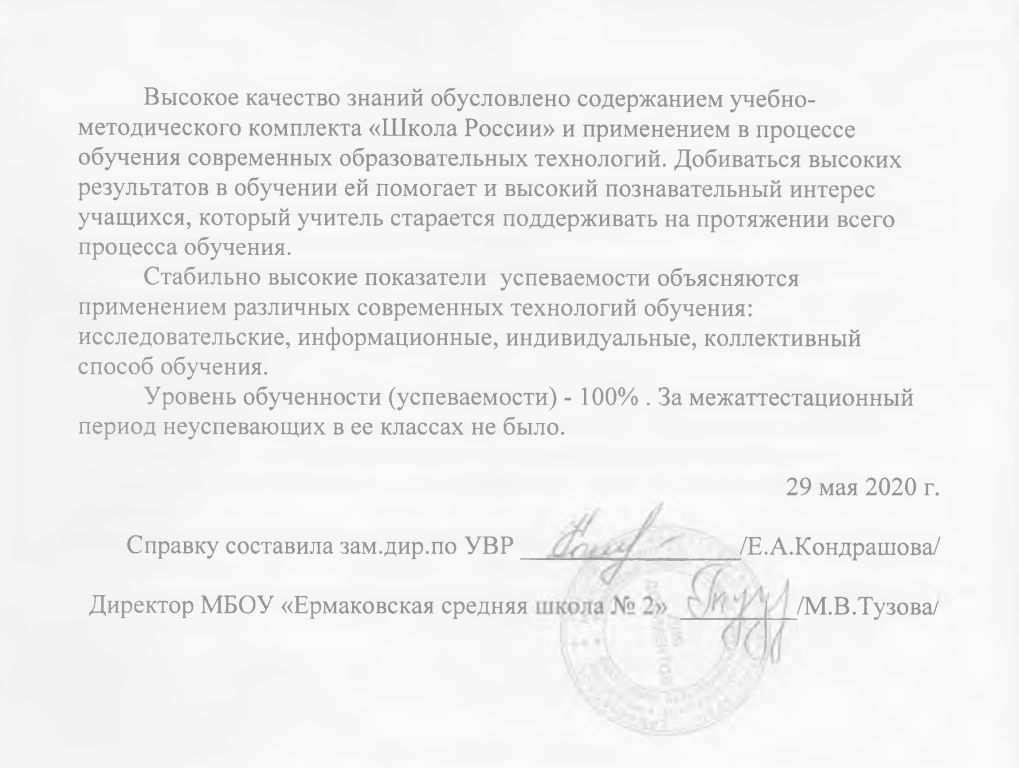 Высокое качество знаний обусловлено содержанием учебно-
методического комплекта «Школа России» и применением в процессе
обучения современных образовательных технологий. Добиваться высоких
результатов в обучении ей помогает и высокий познавательный интерес
учащихся, который учитель старается поддерживать на протяжении всего
процесса обучения.
Стабильно высокие показатели успеваемости объясняются
применением различных современных технологий обучения:
исследовательские, информационные, индивидуальные, коллективный
способ обучения.
Уровень обученности (успеваемости) - 100% . За межаттестационный
период неуспевающих в ее классах не было.
29 мая 2020 г.
Справку составила зам.дир.по УВР /Е.А.Кондрашова/
Директор МБОУ «Ермаковская средняя школа № 2» /М.В.Тузова/
для документов